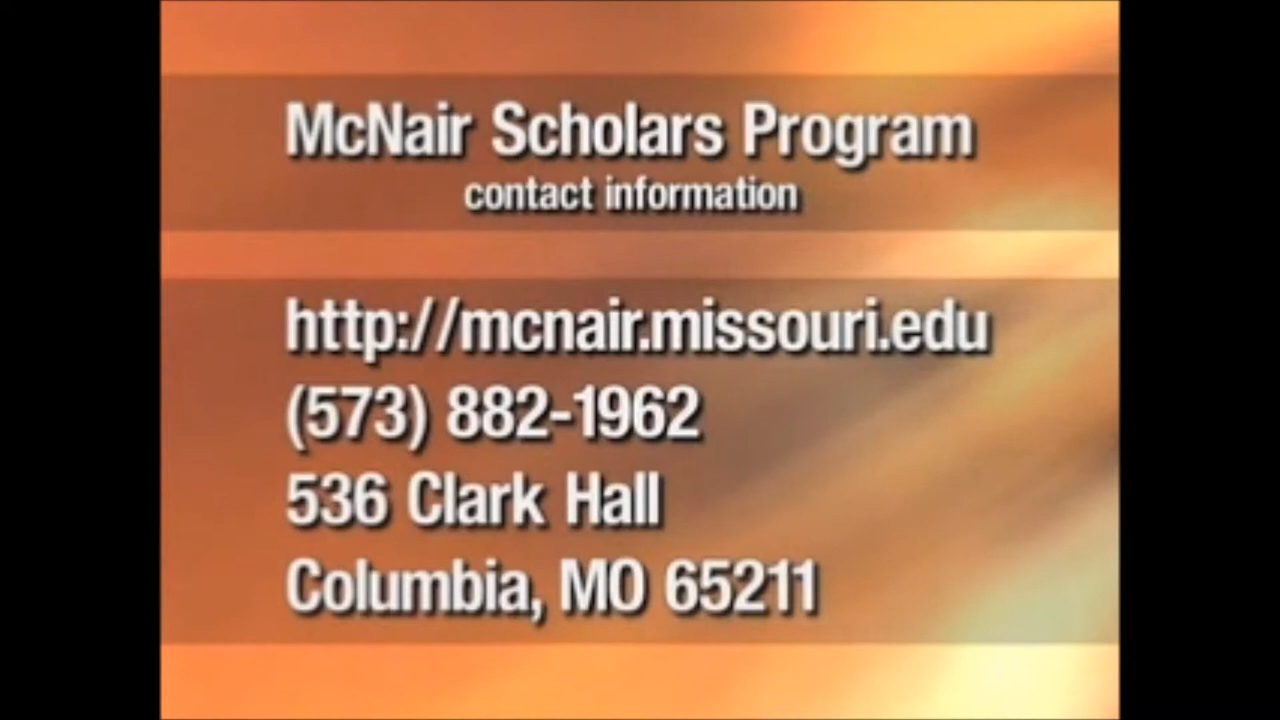 McNair Scholars Program
contact information
http://mcnair.missouri.edu
(573) 882-1962
536 Clark Hall
Columbia, MO 65211